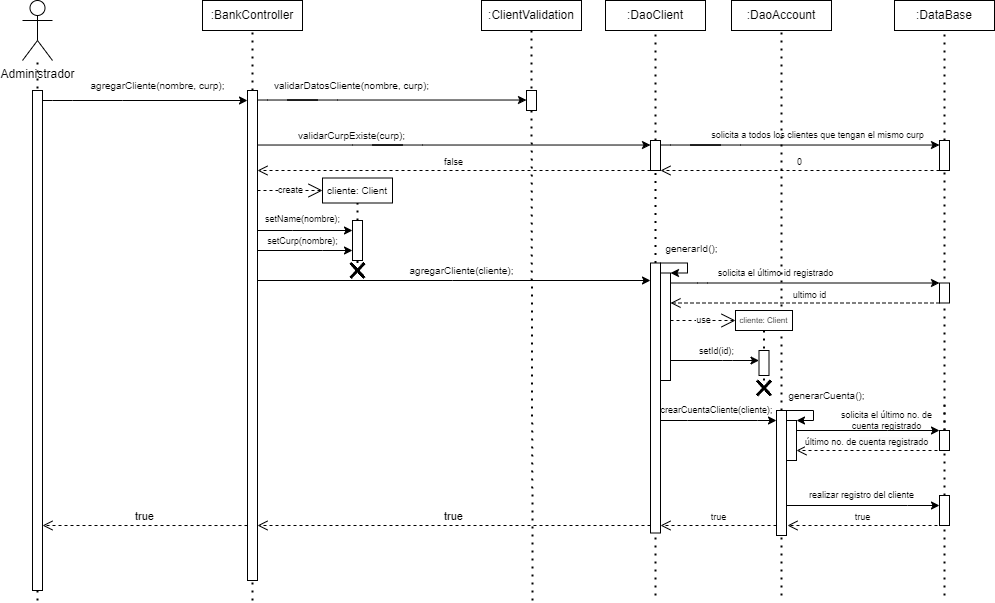 :BankController
:ClientValidation
:DaoClient
:DaoAccount
:DataBase
Administrador
agregarCliente(nombre, curp);
validarDatosCliente(nombre, curp);
validarCurpExiste(curp);
solicita a todos los clientes que tengan el mismo curp
false
0
create
cliente: Client
setName(nombre);
setCurp(nombre);
generarId();
agregarCliente(cliente);
solicita el último id registrado
ultimo id
use
cliente: Client
setId(id);
generarCuenta();
crearCuentaCliente(cliente);
solicita el último no. de
cuenta registrado
último no. de cuenta registrado
realizar registro del cliente
true
true
true
true